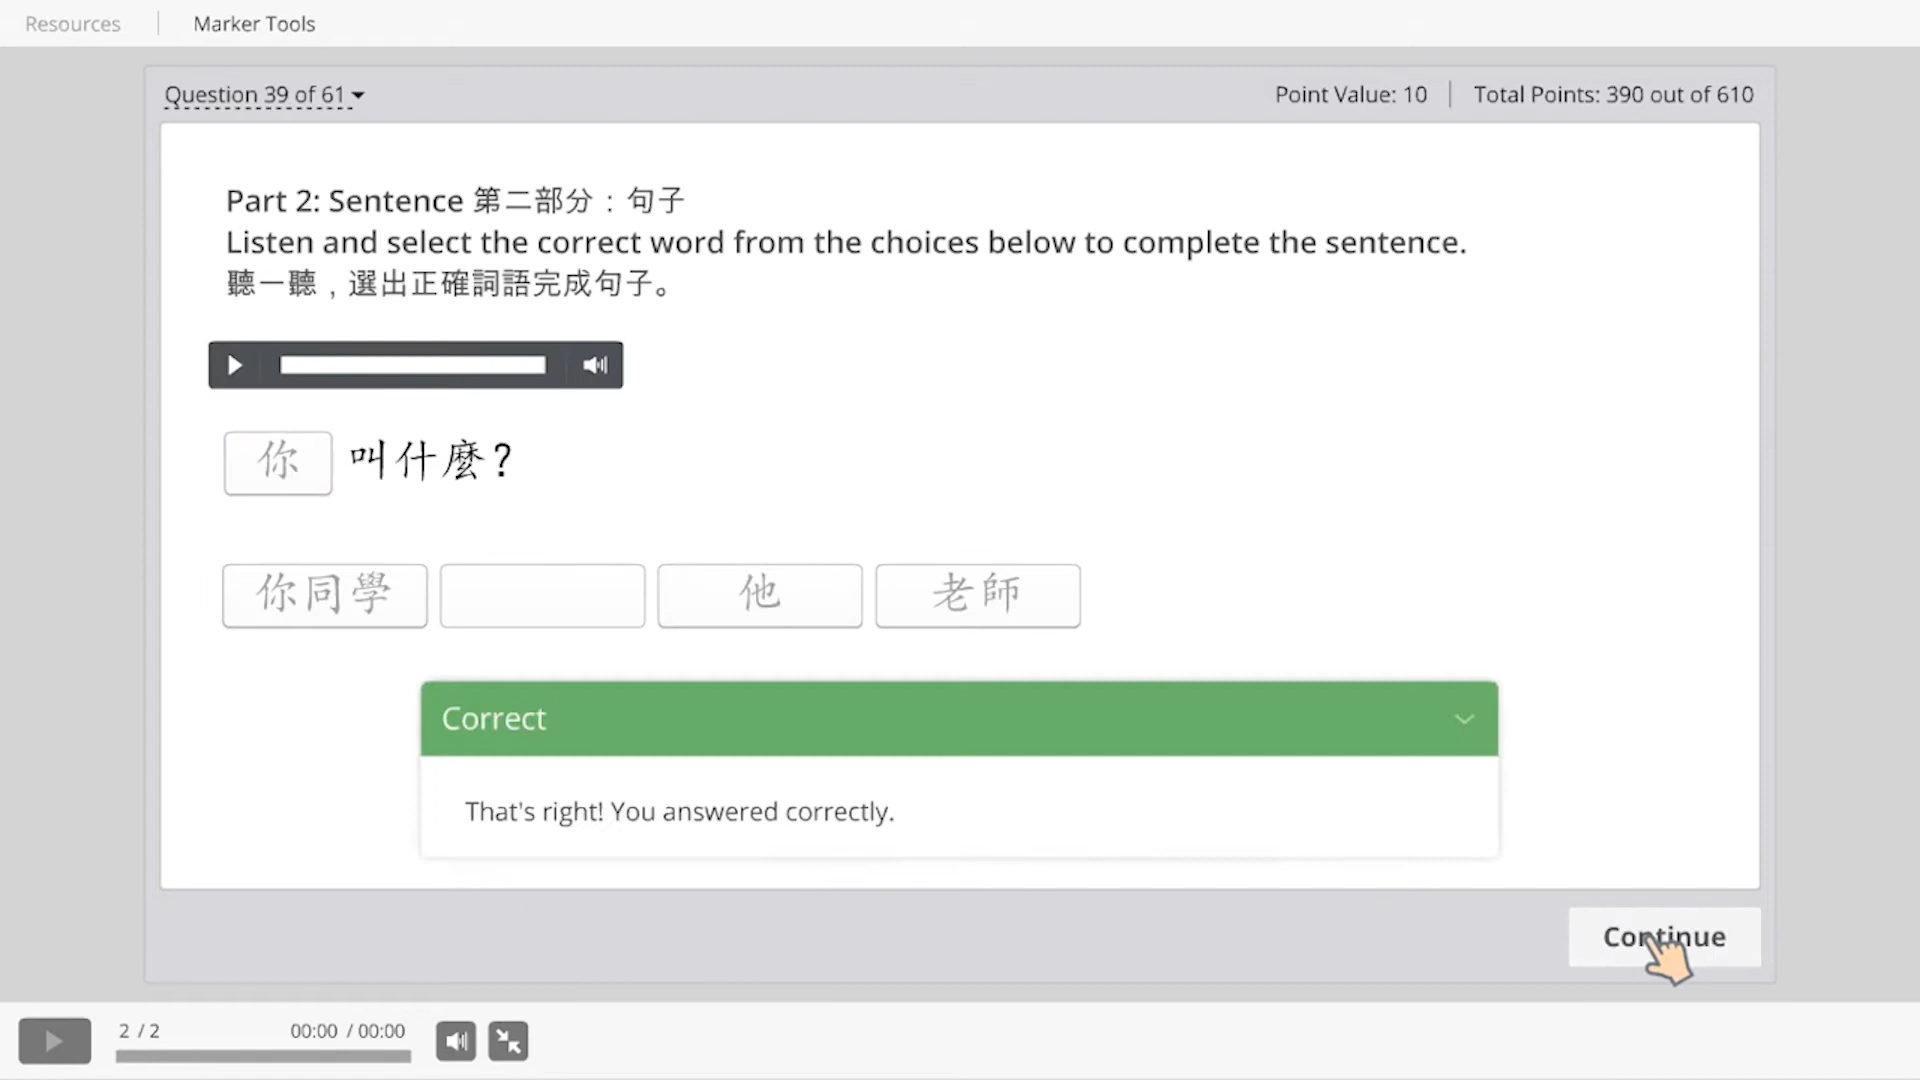 Resources
Marker Tools
Question 39 of 61
Point Value: 10
Total Points: 390 out of 610
Part 2: Sentence 第二部分：句子
Listen and select the correct word from the choices below to complete the sentence.
聽一聽，選出正確詞語完成句子。
你 叫什麼？
你同學 他 老師
Correct
That's right! You answered correctly.
Continue
2 / 2 00:00 / 00:00